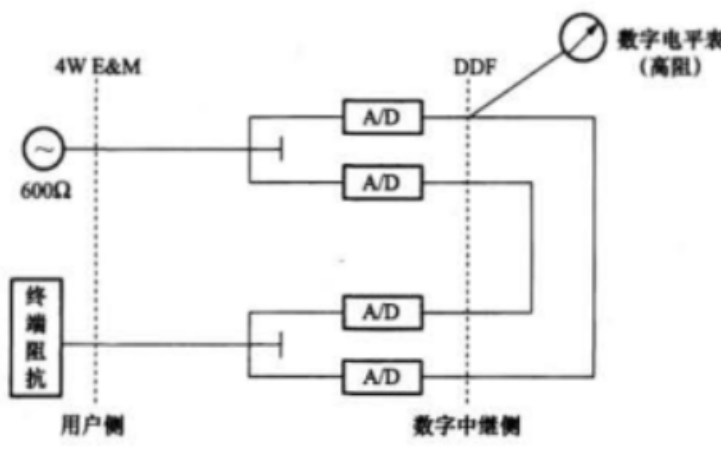 数字电平表
（高阻）
4W E&M
DDF
A/D
~
600Ω
A/D
A/D
终
端
阻
抗
A/D
用户侧
数字中继侧